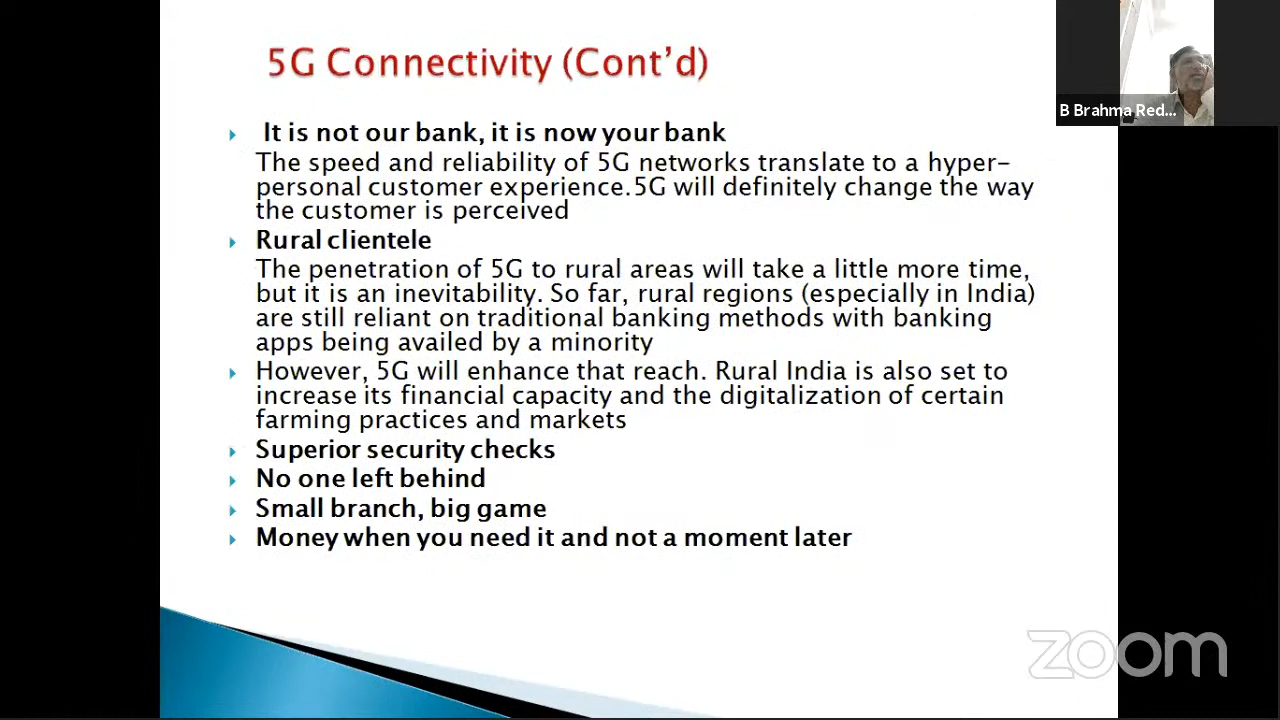 5G Connectivity (Cont’d)
B Brahma Red...
It is not our bank, it is now your bank
The speed and reliability of 5G networks translate to a hyper-
personal customer experience.5G will definitely change the way
the customer is perceived
Rural clientele
The penetration of 5G to rural areas will take a little more time,
but it is an inevitability. So far, rural regions (especially in India)
are still reliant on traditional banking methods with banking
apps being availed by a minority
However, 5G will enhance that reach. Rural India is also set to
increase its financial capacity and the digitalization of certain
farming practices and markets
Superior security checks
No one left behind
Small branch, big game
Money when you need it and not a moment later
zoom